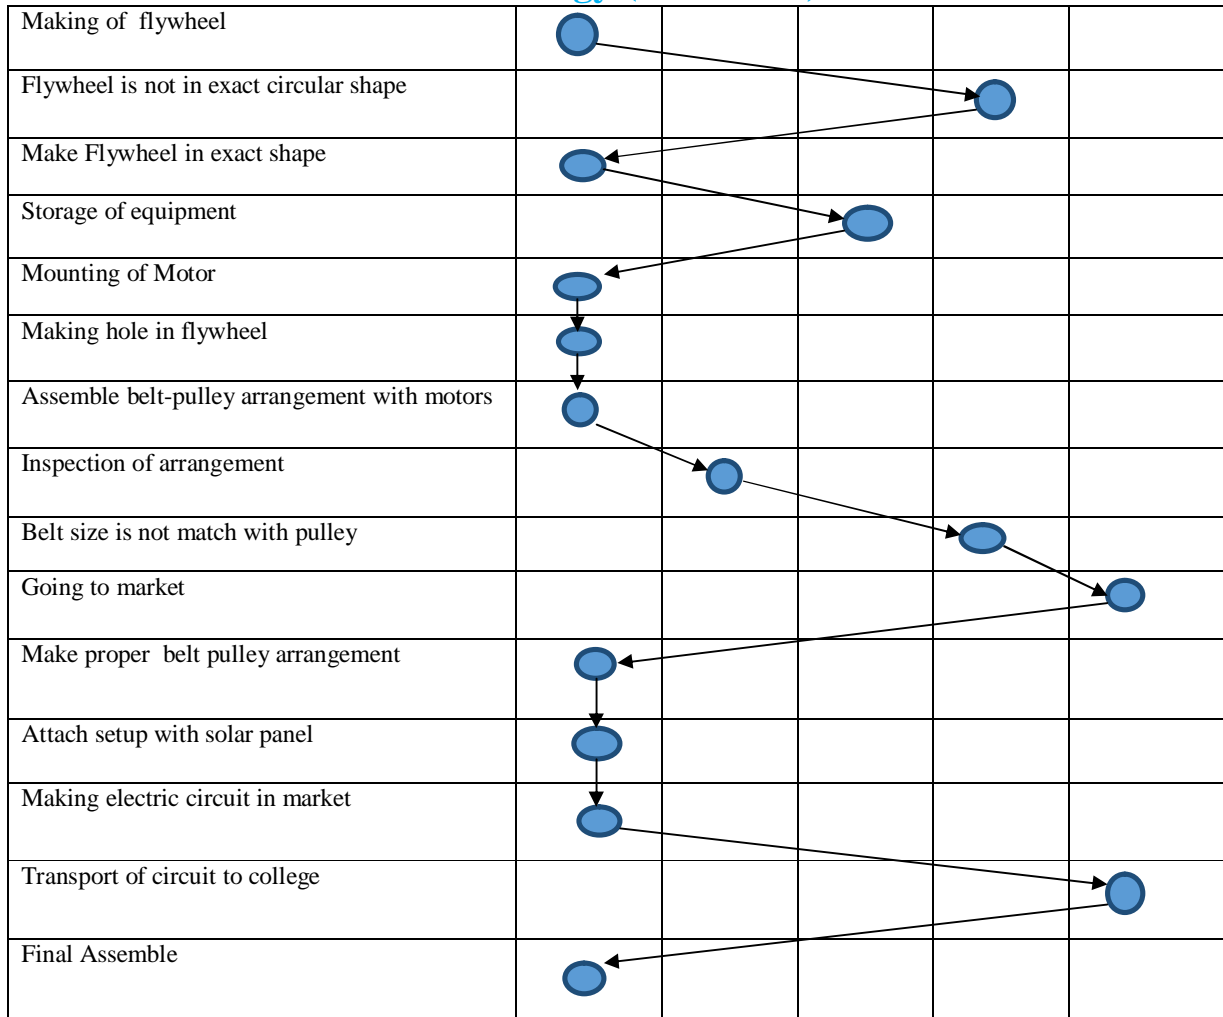 Making of  flywheel
Flywheel is not in exact circular shape
Make Flywheel in exact shape
Storage of equipment
Mounting of Motor
Making hole in flywheel
Assemble belt-pulley arrangement with motors
Inspection of arrangement
Belt size is not match with pulley
Going to market
Make proper  belt pulley arrangement
Attach setup with solar panel
Making electric circuit in market
Transport of circuit to college
Final Assemble